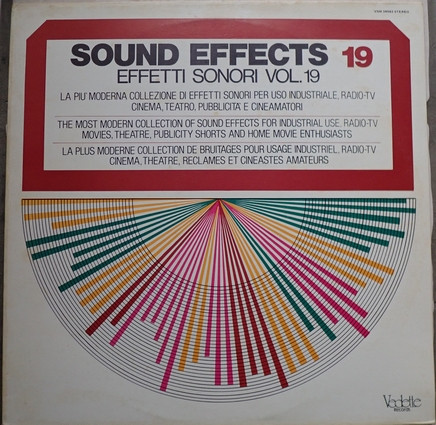 SOUND EFFECTS 19
EFFETTI SONORI VOL.19
LA PIU' MODERNA COLLEZIONE DI EFFETTI SONORI PER USO INDUSTRIALE, RADIO-TV
CINEMA, TEATRO, PUBBLICITA E CINEAMATORI
THE MOST MODERN COLLECTION OF SOUND EFFECTS FOR INDUSTRIAL USE, RADIO-TV
MOVIES, THEATRE, PUBLICITY SHORTS AND HOME MOVIE ENTHUSIASTS
LA PLUS MODERNE COLLECTION DE BRUITAGES POUR USAGE INDUSTRIEL, RADIO-TV
CINEMA, THEATRE, RECLAMES ET CINEASTES AMATEURS
Vedette
RECORDS